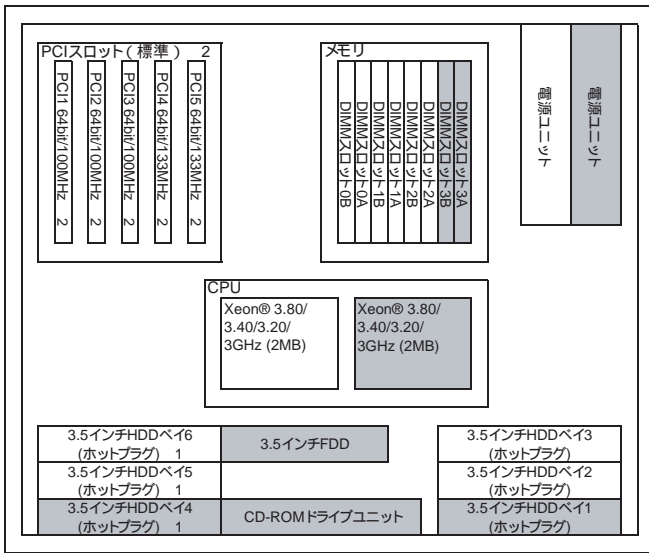 PCIスロット(標準) 2
PCI1 64bit/100MHz 2
PCI2 64bit/100MHz 2
PCI3 64bit/100MHz 2
PCI4 64bit/133MHz 2
PCI5 64bit/133MHz 2
メモリ
DIMMスロット0B
DIMMスロット0A
DIMMスロット1B
DIMMスロット1A
DIMMスロット2B
DIMMスロット2A
DIMMスロット3B
DIMMスロット3A
電源ユニット
電源ユニット
CPU
Xeon® 3.80/
3.40/3.20/
3GHz (2MB)
Xeon® 3.80/
3.40/3.20/
3GHz (2MB)
3.5インチHDDベイ6
(ホットプラグ) 1
3.5インチFDD
3.5インチHDDベイ3
(ホットプラグ)
3.5インチHDDベイ5
(ホットプラグ) 1
3.5インチHDDベイ2
(ホットプラグ)
3.5インチHDDベイ4
(ホットプラグ) 1
CD-ROMドライブユニット
3.5インチHDDベイ1
(ホットプラグ)